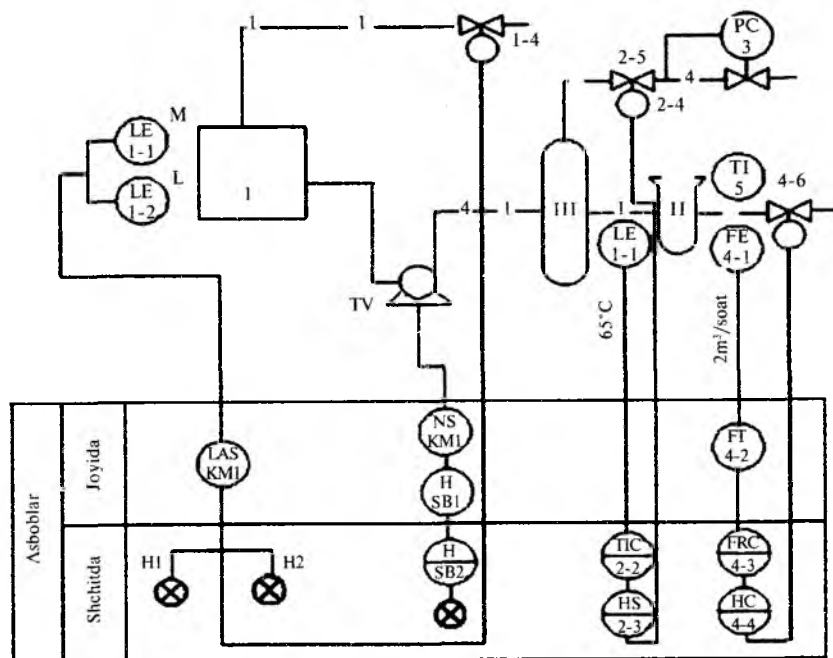 1 1 1-4
PC
3
2-5
4
2-4
M
LE
1-1
L
LE
1-2
1
TV
4 1
III
1
II
TI
5
4-6
LE
1-1
FE
4-1
65°C
2m³/soat
Asboblar
Joyida
LAS
KM1
NS
KM1
H
SB1
FT
4-2
Shchitda
H1
H2
H
SB2
TIC
2-2
HS
2-3
FRC
4-3
HC
4-4